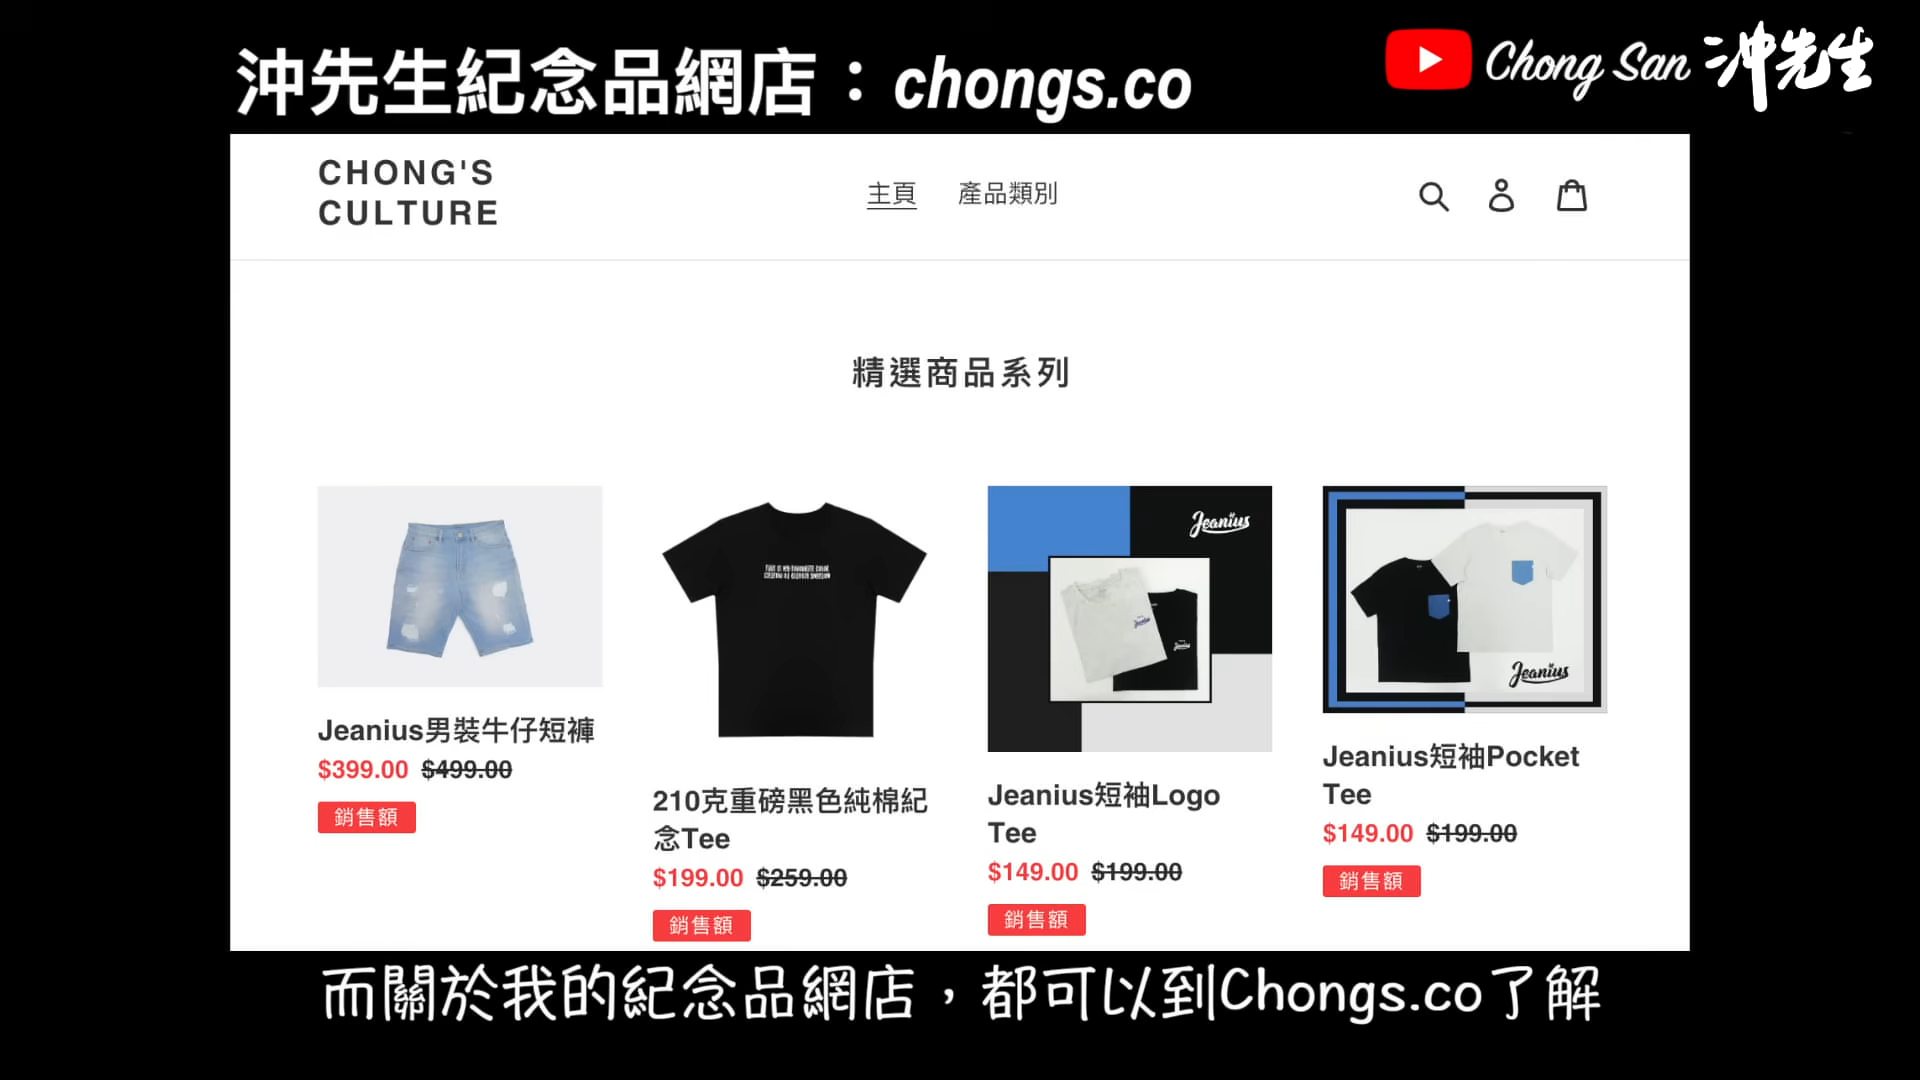 沖先生紀念品網店：chongs.co
Chong San 沖先生
CHONG'S
CULTURE
主頁
產品類別
精選商品系列
Jeanius
Jeanius
Jeanius
Jeanius
Jeanius男裝牛仔短褲
$399.00 $499.00
銷售額
210克重磅黑色純棉紀
念Tee
$199.00 $259.00
銷售額
Jeanius短袖Logo
Tee
$149.00 $199.00
銷售額
Jeanius短袖Pocket
Tee
$149.00 $199.00
銷售額
而關於我的紀念品網店，都可以到Chongs.co了解